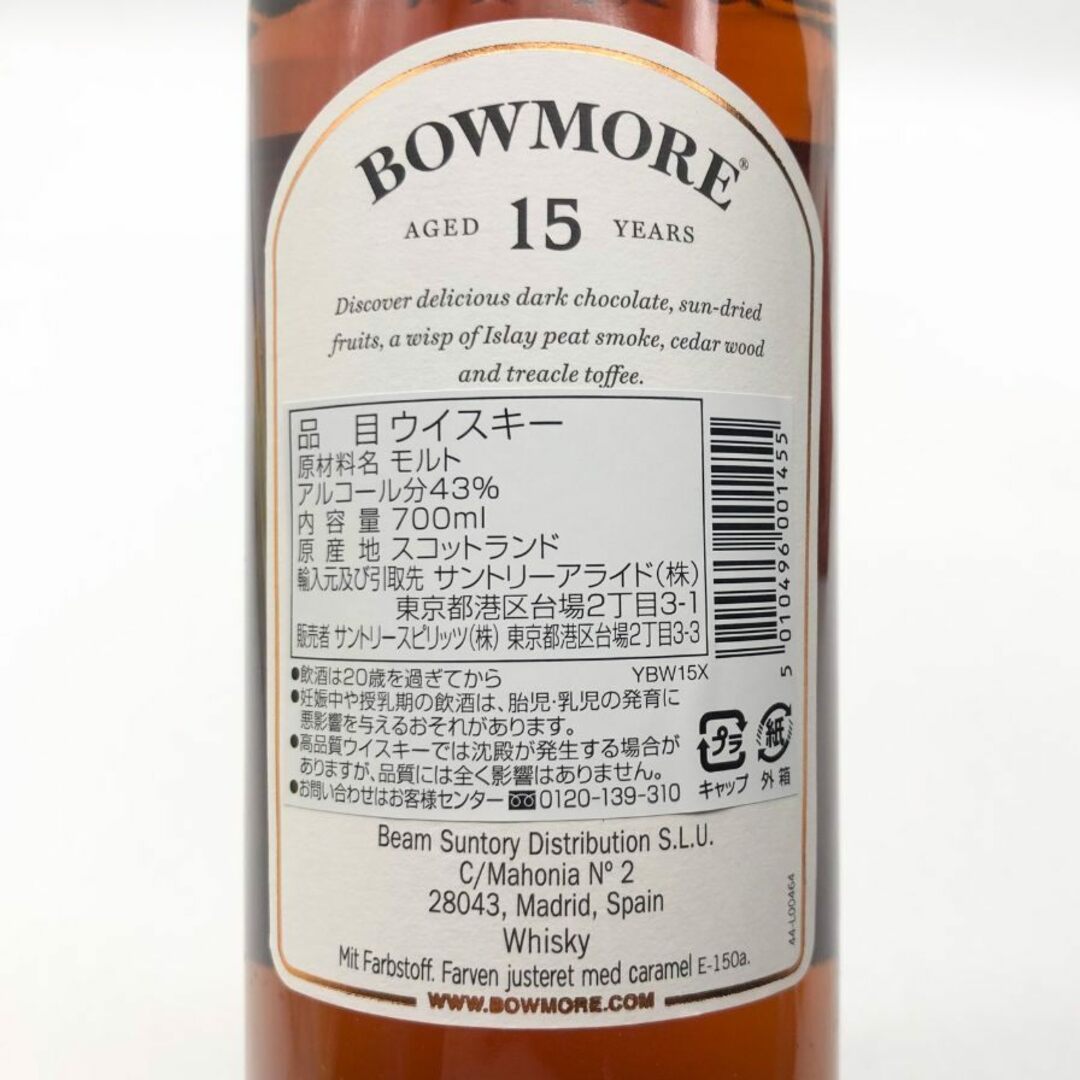 BOWMORE®
AGED 15 YEARS
Discover delicious dark chocolate, sun-dried
fruits, a wisp of Islay peat smoke, cedar wood
and treacle toffee.
品 目 ウイスキー
原材料名 モルト
アルコール分43%
内容量 700ml
原産地 スコットランド
輸入元及び引取先 サントリーアライド(株)
東京都港区台場2丁目3-1
販売者 サントリースピリッツ(株) 東京都港区台場2丁目3-3
●飲酒は20歳を過ぎてから YBW15X
●妊娠中や授乳期の飲酒は、胎児・乳児の発育に
悪影響を与えるおそれがあります。
●高品質ウイスキーでは沈殿が発生する場合が
ありますが、品質には全く影響はありません。
●お問い合わせはお客様センター 0120-139-310
5 010496 001455
プラ
キャップ
紙
外箱
Beam Suntory Distribution S.L.U.
C/Mahonia Nº 2
28043, Madrid, Spain
Whisky
Mit Farbstoff. Farven justeret med caramel E-150a.
WWW.BOWMORE.COM
44-L00464